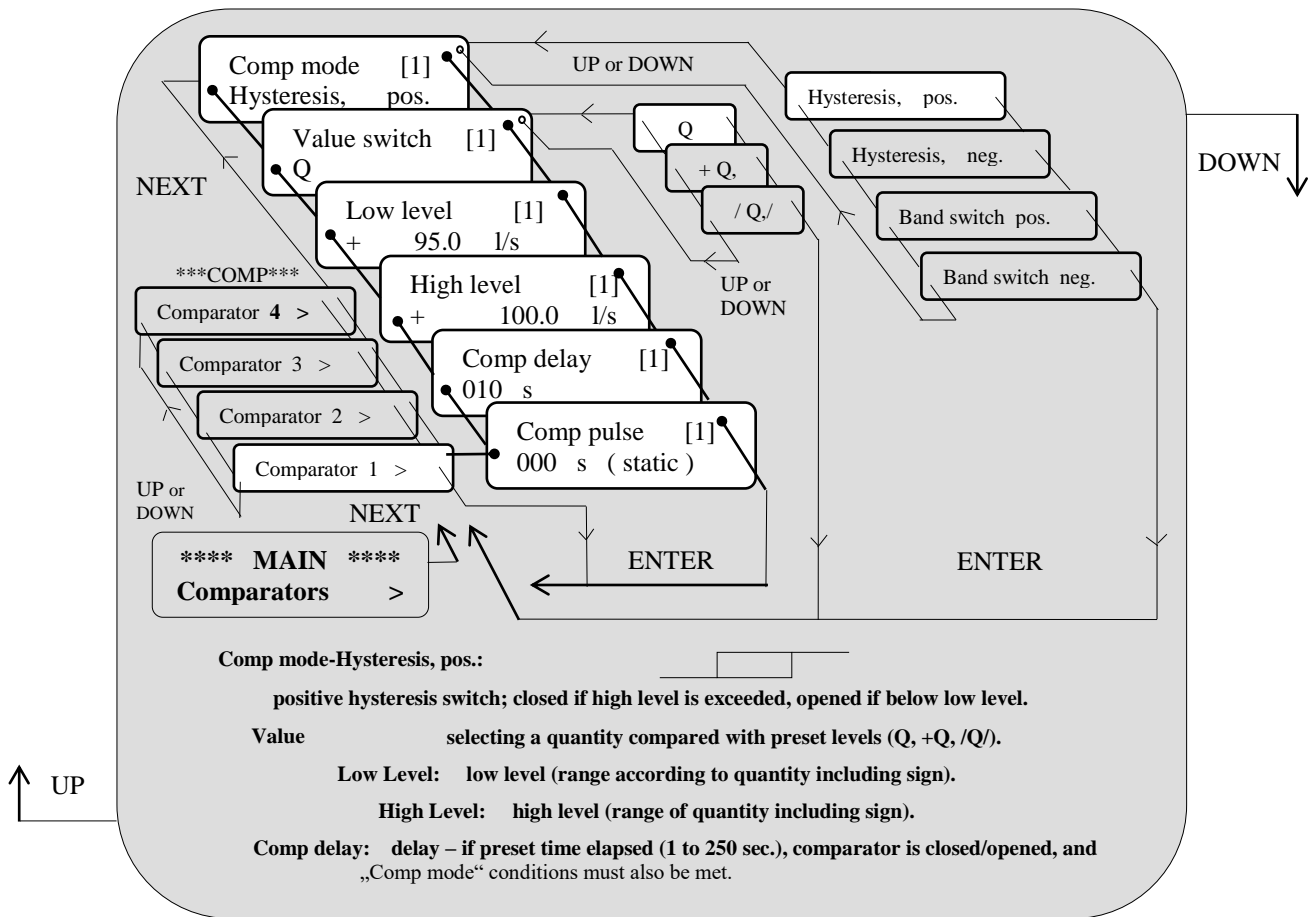 Comp mode [1]
Hysteresis, pos.
UP or DOWN
Hysteresis, pos.
Value switch [1]
Q
Q
+ Q,
/ Q,/
Hysteresis, neg.
DOWN
NEXT
Low level [1]
+ 95.0 l/s
Band switch pos.
Band switch neg.
UP or
DOWN
***COMP***
High level [1]
+ 100.0 l/s
Comparator 4 >
Comparator 3 >
Comparator 2 >
Comparator 1 >
Comp delay [1]
010 s
Comp pulse [1]
000 s ( static )
UP or
DOWN
NEXT
**** MAIN ****
Comparators >
ENTER
ENTER
Comp mode-Hysteresis, pos.:
positive hysteresis switch; closed if high level is exceeded, opened if below low level.
Value selecting a quantity compared with preset levels (Q, +Q, /Q/).
UP
Low Level: low level (range according to quantity including sign).
High Level: high level (range of quantity including sign).
Comp delay: delay – if preset time elapsed (1 to 250 sec.), comparator is closed/opened, and
„Comp mode“ conditions must also be met.